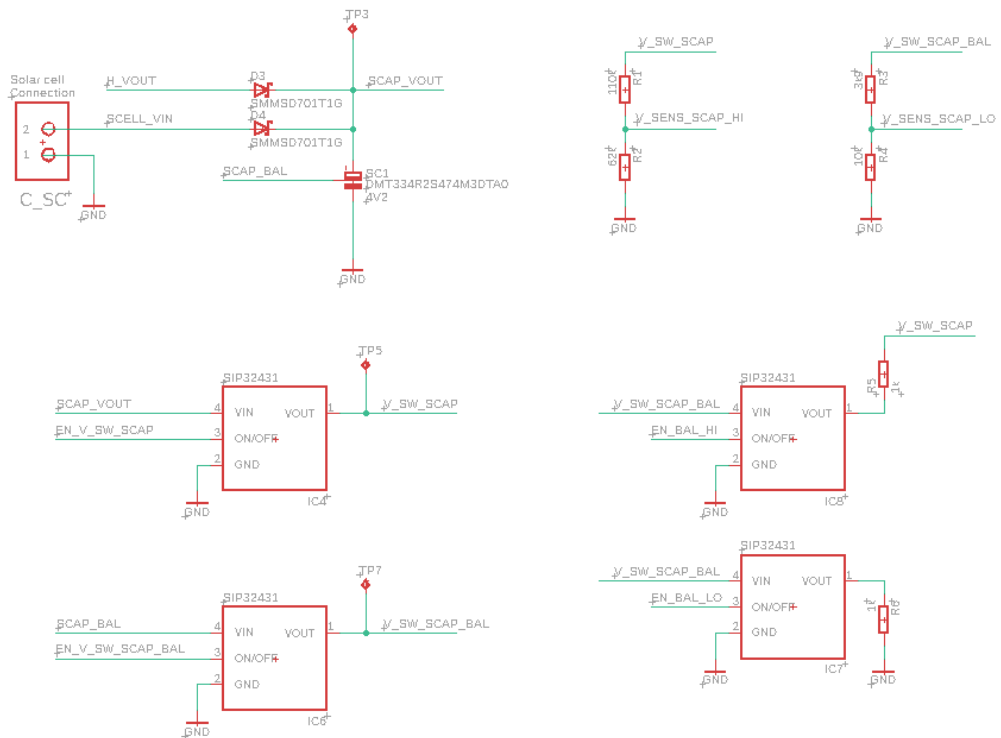 TP3
Solar cell
Connection
H_VOUT
D3
SMMSD701T1G
SCAP_VOUT
SCELL_VIN
D4
SMMSD701T1G
2
1
C_SC
GND
SCAP_BAL
SC1
DMT334R2S474M3DTA0
4V2
GND
V_SW_SCAP
110k
R1
V_SENS_SCAP_HI
62k
R2
GND
V_SW_SCAP_BAL
3k9
R3
V_SENS_SCAP_LO
10k
R4
GND
TP5
SIP32431
SCAP_VOUT
4
VIN
VOUT
1
V_SW_SCAP
EN_V_SW_SCAP
3
ON/OFF
2
GND
GND
IC4
V_SW_SCAP
R5
1k
SIP32431
V_SW_SCAP_BAL
4
VIN
VOUT
1
EN_BAL_HI
3
ON/OFF
2
GND
GND
IC8
TP7
SIP32431
SCAP_BAL
4
VIN
VOUT
1
V_SW_SCAP_BAL
EN_V_SW_SCAP_BAL
3
ON/OFF
2
GND
GND
IC6
SIP32431
V_SW_SCAP_BAL
4
VIN
VOUT
1
EN_BAL_LO
3
ON/OFF
2
GND
GND
IC7
1k
R6
GND